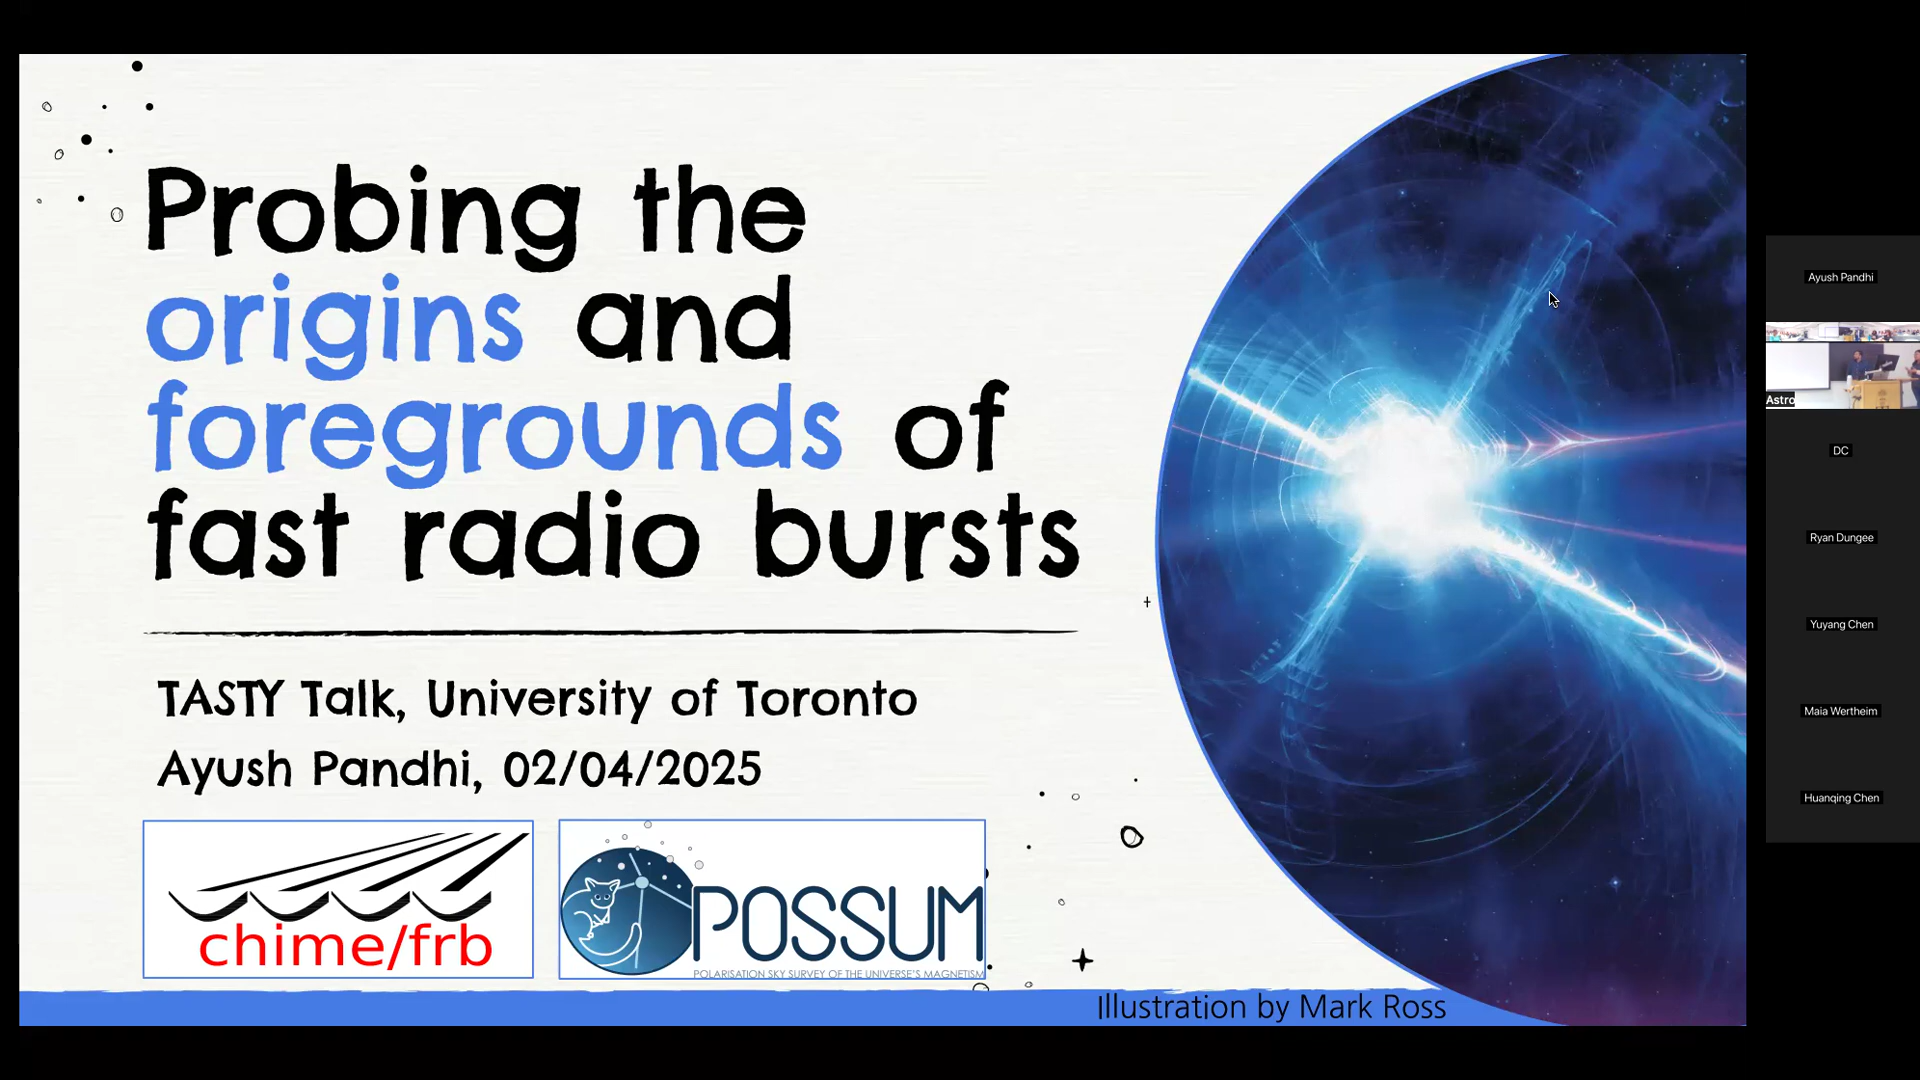 Probing the
origins and
foregrounds of
fast radio bursts
TASTY Talk, University of Toronto
Ayush Pandhi, 02/04/2025
chime/frb
POSSUM
POLARISATION SKY SURVEY OF THE UNIVERSE'S MAGNETISM
Illustration by Mark Ross
Ayush Pandhi
Astro
DC
Ryan Dungee
Yuyang Chen
Maia Wertheim
Huanqing Chen